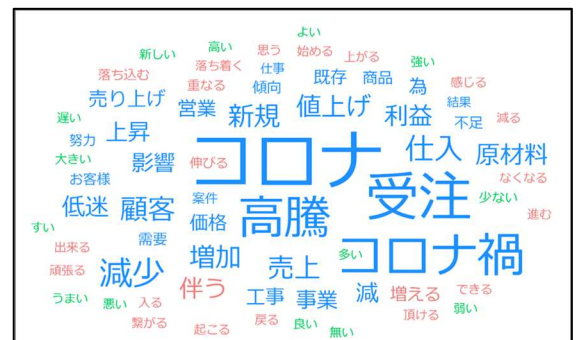 よい
高い 思う 始める 上がる
新しい 落ち着く 仕事 強い
落ち込む 重なる 傾向 既存 商品 為 感じる
売り上げ 営業 新規 値上げ 利益 結果
遅い 不足 減る
努力 上昇
大きい 影響 伸びる コロナ 仕入 原材料
お客様 なくなる
低迷 顧客 案件 価格 高騰 受注 少ない
進む
すい 需要
出来る 増加 多い コロナ禍
頑張る 減少 売上
伴う 工事 事業 減 増える できる
うまい 悪い 入る 頂ける 弱い
繋がる 起こる 戻る 良い 無い